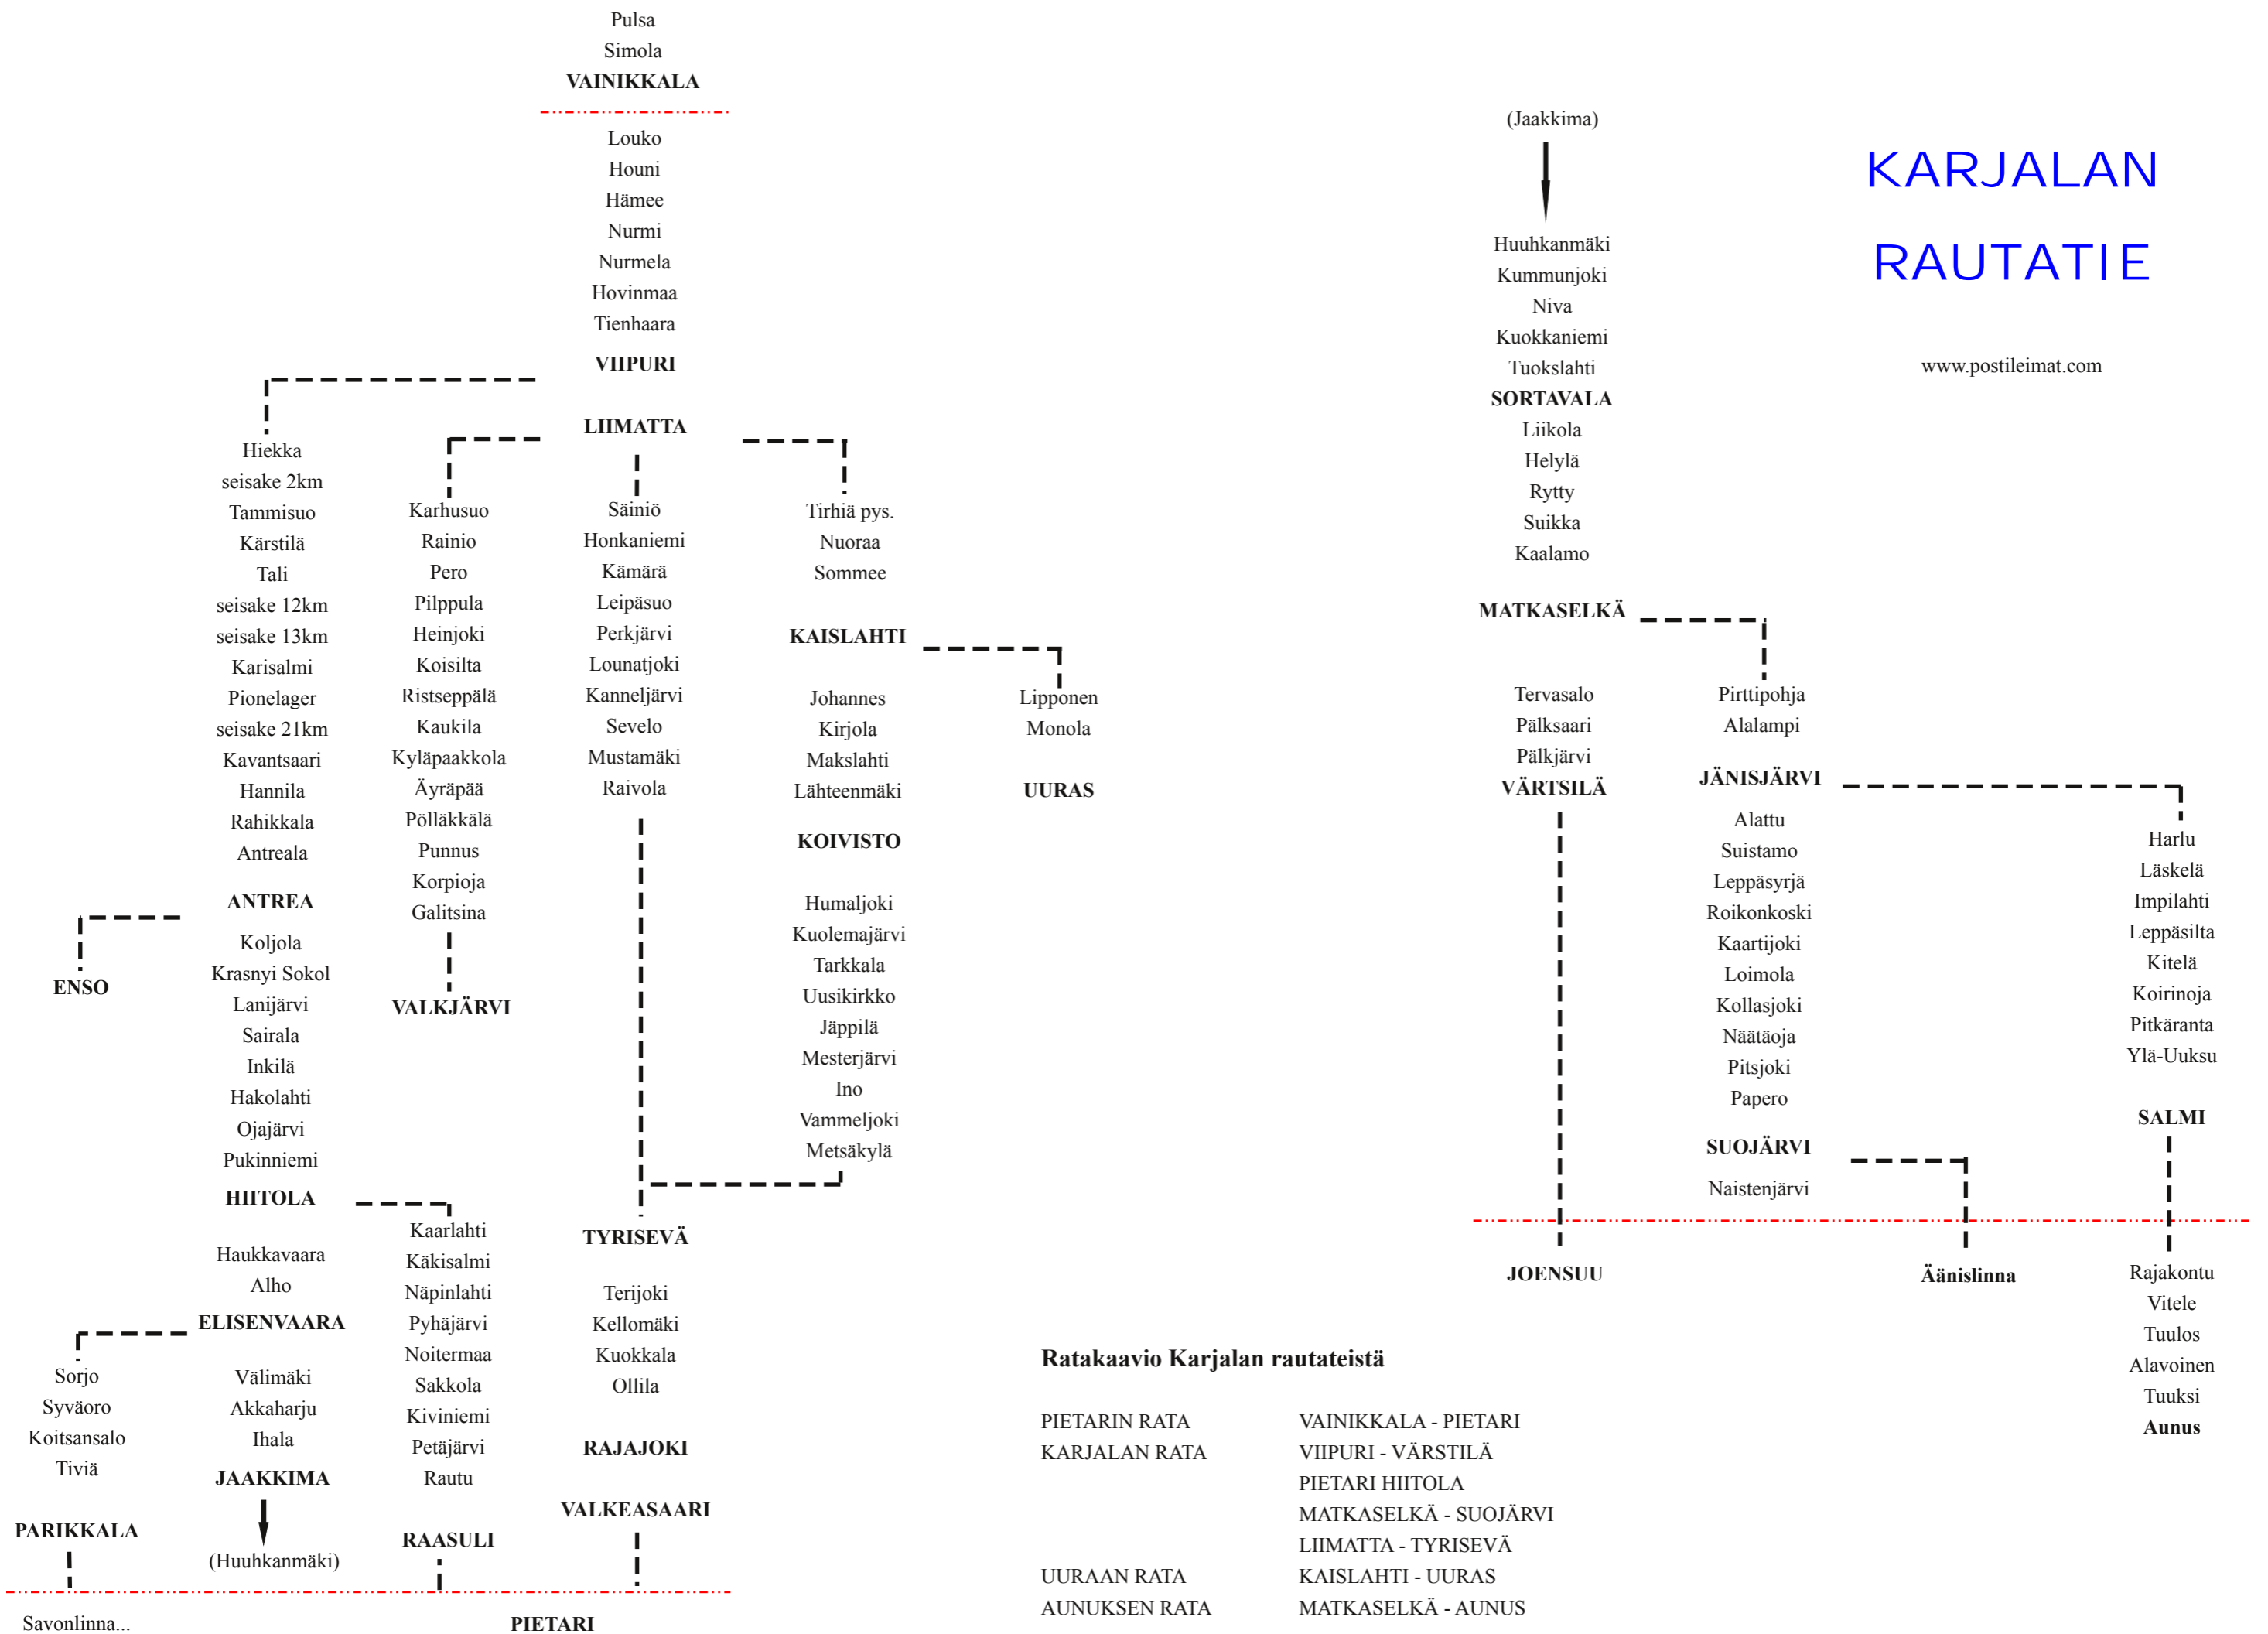 Pulsa
Simola
VAINIKKALA
Louko
Houni
Hämee
Nurmi
Nurmela
Hovinmaa
Tienhaara
VIIPURI
LIIMATTA
Hiekka
seisake 2km
Tammisuo
Kärstilä
Tali
seisake 12km
seisake 13km
Karisalmi
Pionelager
seisake 21km
Kavantsaari
Hannila
Rahikkala
Antreala
ANTREA
ENSO
Koljola
Krasnyi Sokol
Lanijärvi
Sairala
Inkilä
Hakolahti
Ojajärvi
Pukinniemi
HIITOLA
Haukkavaara
Alho
ELISENVAARA
Sorjo
Syväoro
Koitsansalo
Tiviä
PARIKKALA
Savonlinna...
Välimäki
Akkaharju
Ihala
JAAKKIMA
(Huuhkanmäki)
Karhusuo
Rainio
Pero
Pilppula
Heinjoki
Koisilta
Ristseppälä
Kaukila
Kyläpaakkola
Äyräpää
Pölläkkälä
Punnus
Korpioja
Galitsina
VALKJÄRVI
Kaarlahti
Käkisalmi
Näpinlahti
Pyhäjärvi
Noitermaa
Sakkola
Kiviniemi
Petäjärvi
Rautu
RAASULI
Säiniö
Honkaniemi
Kämärä
Leipäsuo
Perkjärvi
Lounatjoki
Kanneljärvi
Sevelo
Mustamäki
Raivola
TYRISEVÄ
Terijoki
Kellomäki
Kuokkala
Ollila
RAJAJOKI
VALKEASAARI
PIETARI
Tirhiä pys.
Nuoraa
Sommee
KAISLAHTI
Johannes
Kirjola
Makslahti
Lähteenmäki
KOIVISTO
Humaljoki
Kuolemajärvi
Tarkkala
Uusikirkko
Jäppilä
Mesterjärvi
Ino
Vammeljoki
Metsäkylä
Lipponen
Monola
UURAS
(Jaakkima)
Huuhkanmäki
Kummunjoki
Niva
Kuokkaniemi
Tuokslahti
SORTAVALA
Liikola
Helylä
Rytty
Suikka
Kaalamo
MATKASELKÄ
Tervasalo
Pälksaari
Pälkjärvi
VÄRTSILÄ
JOENSUU
Pirttipohja
Alalampi
JÄNISJÄRVI
Alattu
Suistamo
Leppäsyrjä
Roikonkoski
Kaartijoki
Loimola
Kollasjoki
Näätäoja
Pitsjoki
Papero
SUOJÄRVI
Naistenjärvi
Äänislinna
Harlu
Läskelä
Impilahti
Leppäsilta
Kitelä
Koirinoja
Pitkäranta
Ylä-Uuksu
SALMI
Rajakontu
Vitele
Tuulos
Alavoinen
Tuuksi
Aunus
KARJALAN
RAUTATIE
www.postileimat.com
Ratakaavio Karjalan rautateistä
PIETARIN RATA VAINIKKALA - PIETARI
KARJALAN RATA VIIPURI - VÄRSTILÄ
PIETARI HIITOLA
MATKASELKÄ - SUOJÄRVI
LIIMATTA - TYRISEVÄ
UURAAN RATA KAISLAHTI - UURAS
AUNUKSEN RATA MATKASELKÄ - AUNUS